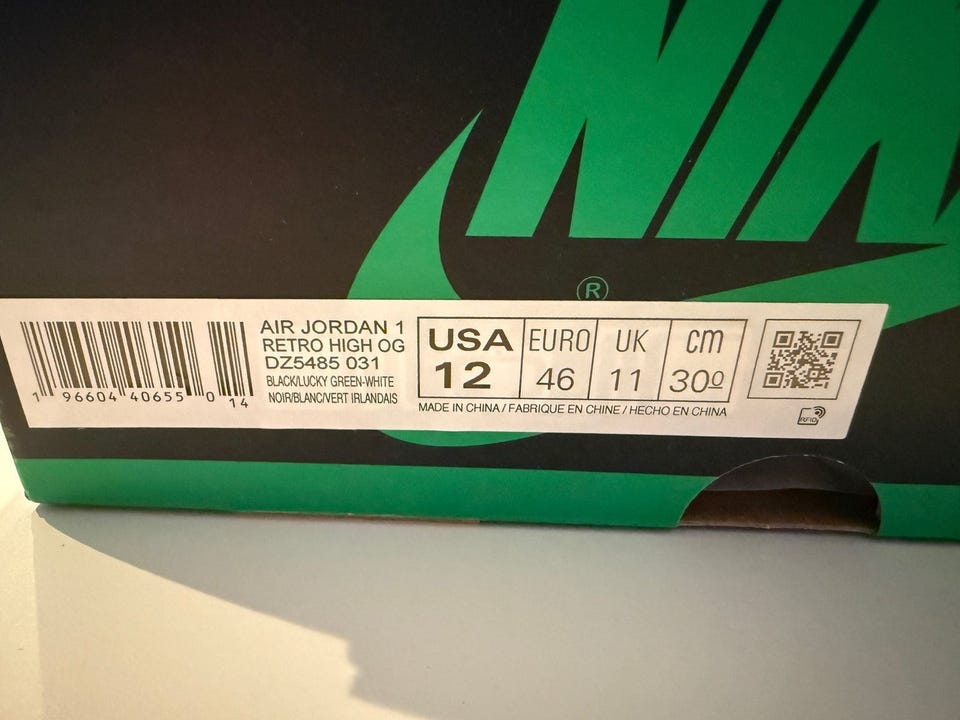 NIK
®
AIR JORDAN 1
RETRO HIGH OG
DZ5485 031
BLACK/LUCKY GREEN-WHITE
NOIR/BLANC/VERT IRLANDAIS
1 96604 40655 0 14
USA EURO UK cm
12 46 11 30º
MADE IN CHINA / FABRIQUE EN CHINE / HECHO EN CHINA
RFID